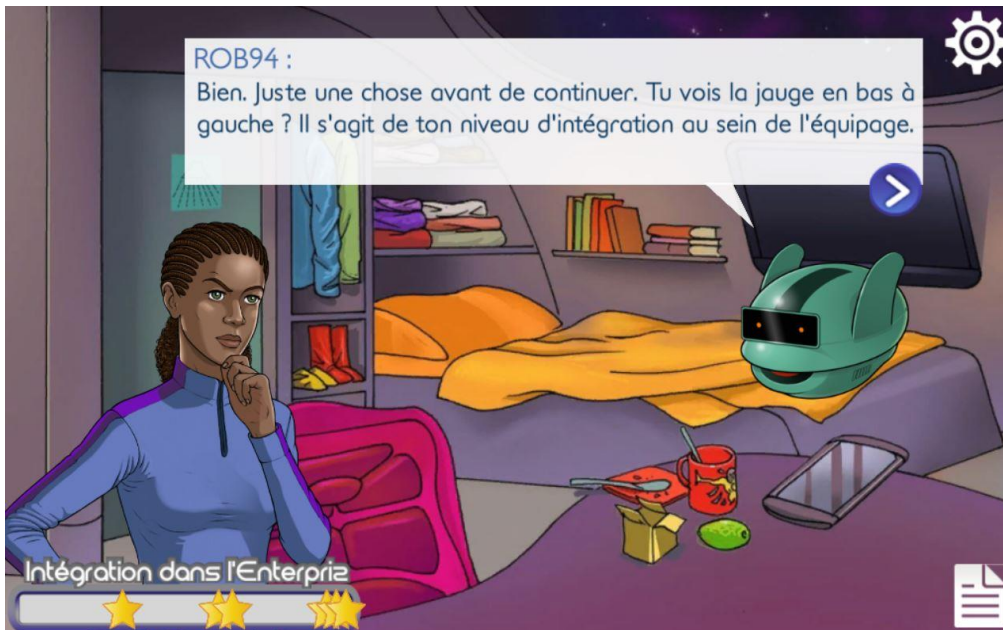 ROB94 :
Bien. Juste une chose avant de continuer. Tu vois la jauge en bas à
gauche ? Il s'agit de ton niveau d'intégration au sein de l'équipage.
Intégration dans l'Enterpriz